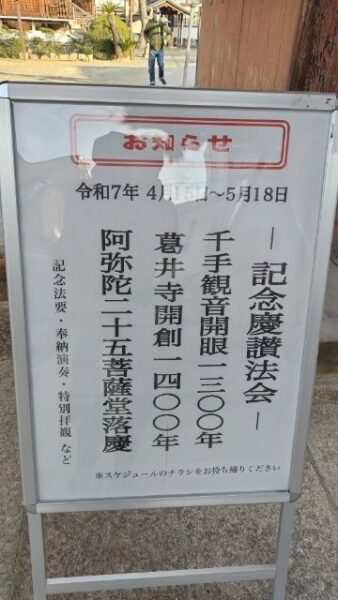 お知らせ
令和7年 4月15日～5月18日
― 記念慶讃法会 ―
千手観音開眼一三〇〇年
葛井寺開創一四〇〇年
阿弥陀二十五菩薩堂落慶
記念法要・奉納演奏・特別拝観 など
※スケジュールのチラシをお持ち帰りください